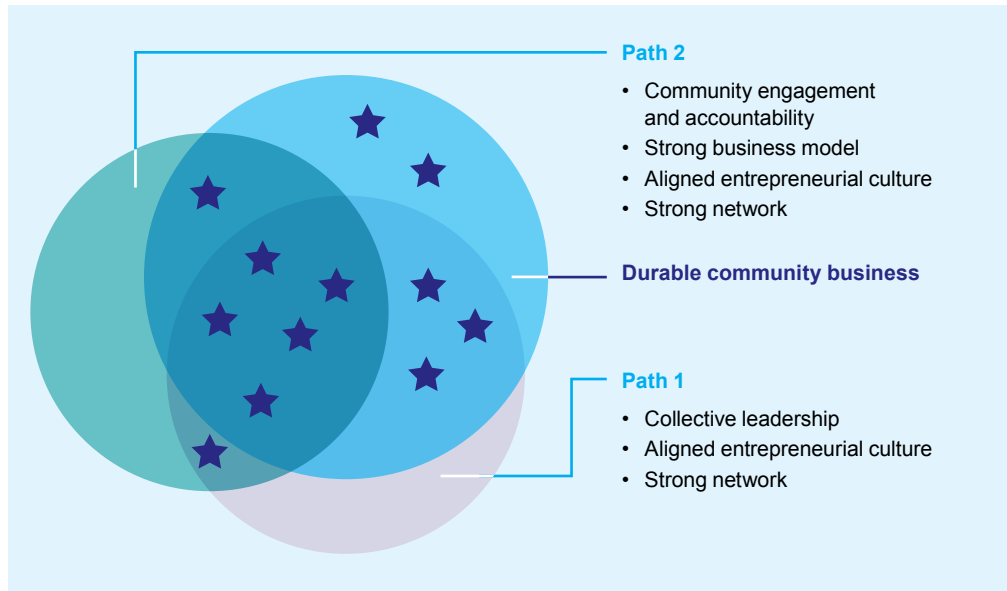 Path 2
• Community engagement
and accountability
• Strong business model
• Aligned entrepreneurial culture
• Strong network
Durable community business
Path 1
• Collective leadership
• Aligned entrepreneurial culture
• Strong network